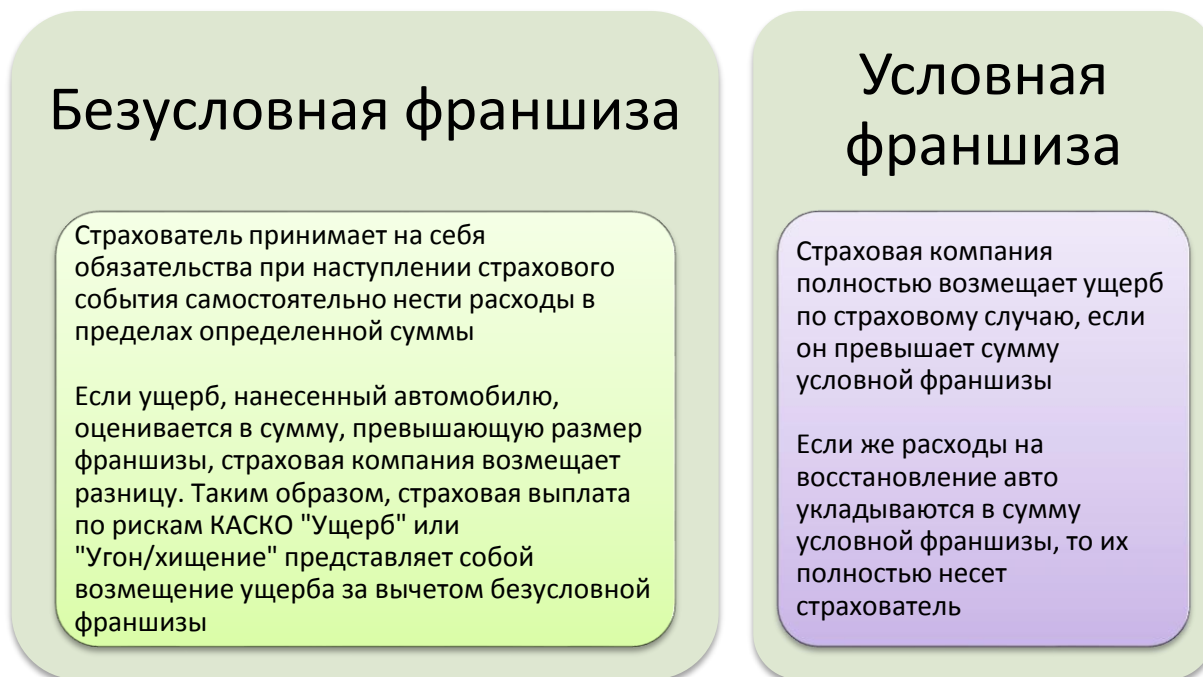 Безусловная франшиза
Страхователь принимает на себя
обязательства при наступлении страхового
события самостоятельно нести расходы в
пределах определенной суммы
Если ущерб, нанесенный автомобилю,
оценивается в сумму, превышающую размер
франшизы, страховая компания возмещает
разницу. Таким образом, страховая выплата
по рискам КАСКО "Ущерб" или
"Угон/хищение" представляет собой
возмещение ущерба за вычетом безусловной
франшизы
Условная
франшиза
Страховая компания
полностью возмещает ущерб
по страховому случаю, если
он превышает сумму
условной франшизы
Если же расходы на
восстановление авто
укладываются в сумму
условной франшизы, то их
полностью несет
страхователь